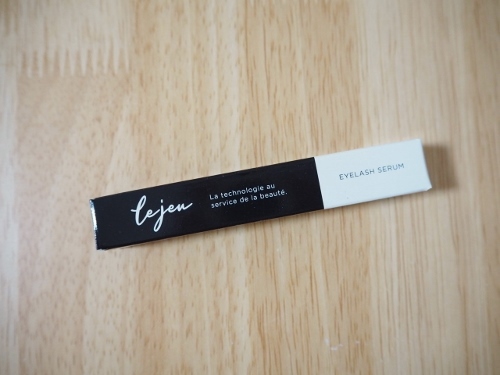 lejeu
La technologie au
service de la beauté.
EYELASH SERUM